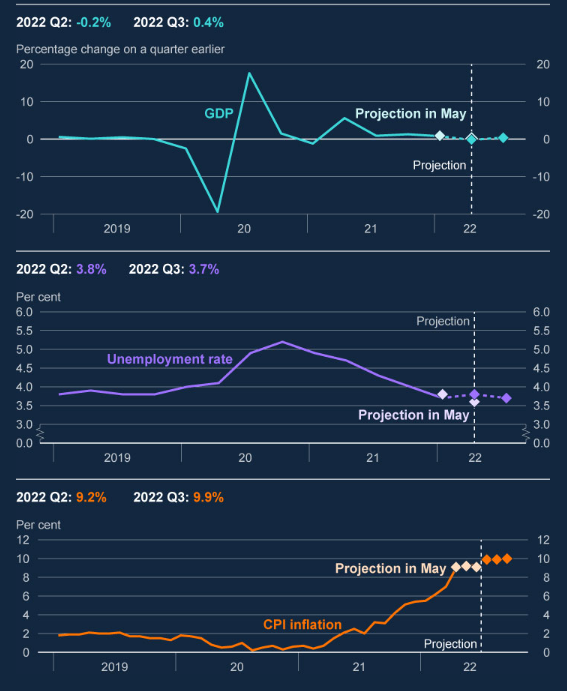 2022 Q2: -0.2% 2022 Q3: 0.4%
Percentage change on a quarter earlier
20 20
10 GDP Projection in May 10
0 0
Projection
-10 -10
-20 -20
2019 20 21 22
2022 Q2: 3.8% 2022 Q3: 3.7%
Per cent
6.0 6.0
Projection
5.5 5.5
5.0 5.0
Unemployment rate
4.5 4.5
4.0 4.0
3.5 3.5
Projection in May
3.0 3.0
0.0 0.0
2019 20 21 22
2022 Q2: 9.2% 2022 Q3: 9.9%
Per cent
12 12
10 10
Projection in May
8 8
6 6
4 4
CPI inflation
2 2
Projection
0 0
2019 20 21 22